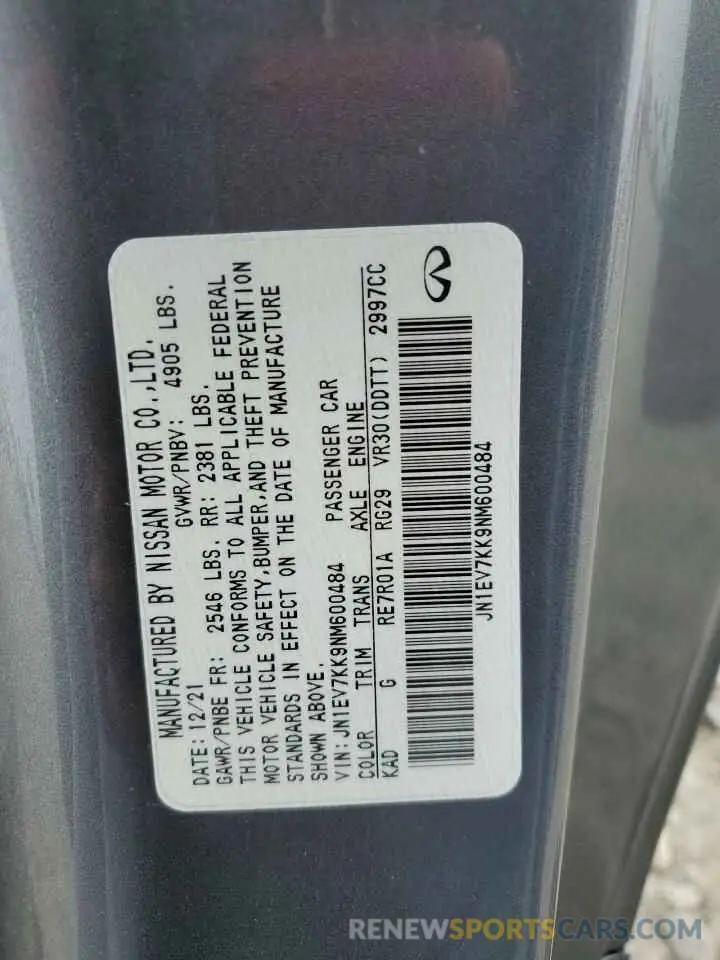 MANUFACTURED BY NISSAN MOTOR CO.,LTD.
DATE: 12/21 GVWR/PNBV: 4905 LBS.
GAWR/PNBE FR: 2546 LBS. RR: 2381 LBS.
THIS VEHICLE CONFORMS TO ALL APPLICABLE FEDERAL
MOTOR VEHICLE SAFETY,BUMPER,AND THEFT PREVENTION
STANDARDS IN EFFECT ON THE DATE OF MANUFACTURE
SHOWN ABOVE.
VIN:JN1EV7KK9NM600484 PASSENGER CAR
COLOR TRIM TRANS AXLE ENGINE
KAD G RE7R01A RG29 VR30(DDTT) 2997CC
JN1EV7KK9NM600484
RENEWSPORTSCARS.COM